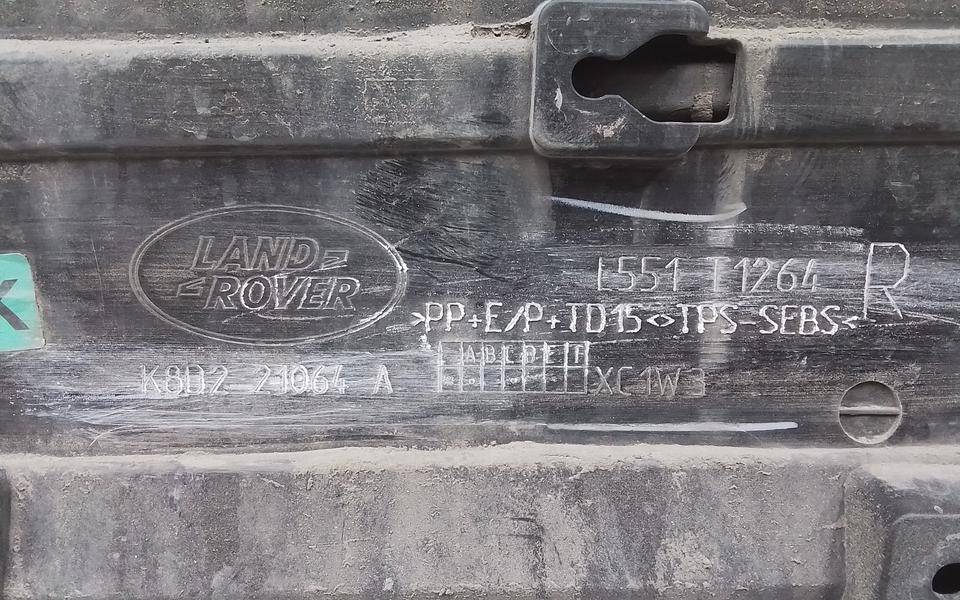 LAND
ROVER
L551 T1264 R
>PP+E/P+TD15<>TPS-SEBS<
A B C D E F
K8D2 21064 A
XC1W3